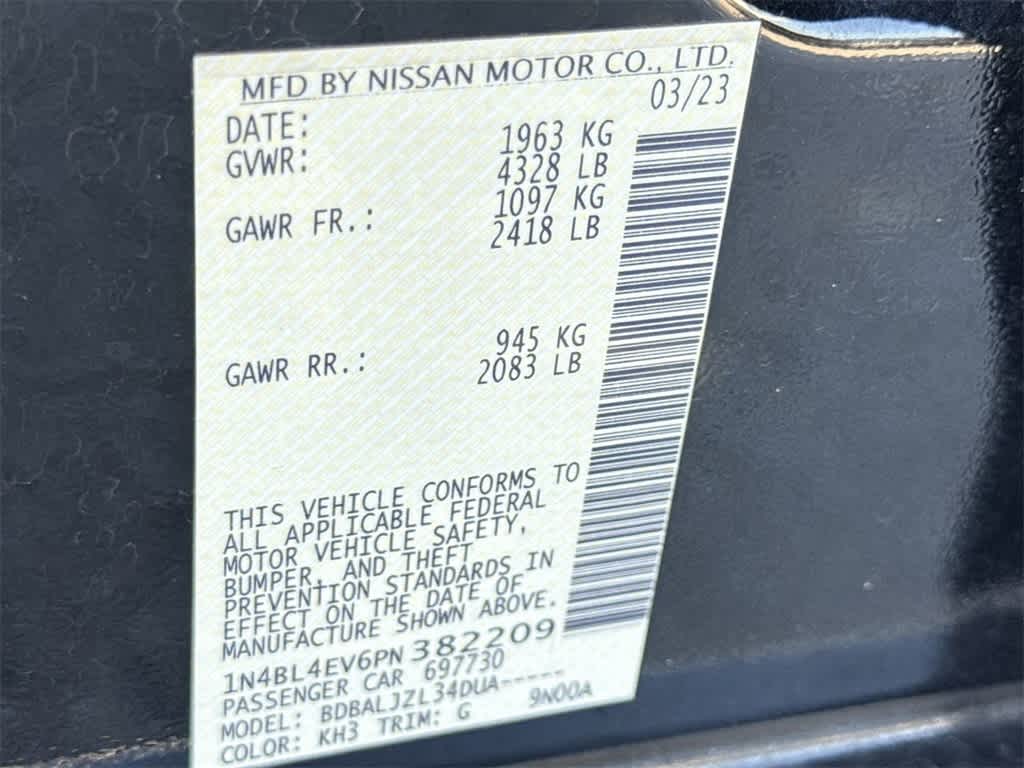 MFD BY NISSAN MOTOR CO., LTD.
DATE: 03/23
GVWR: 1963 KG
4328 LB
GAWR FR.: 1097 KG
2418 LB
GAWR RR.: 945 KG
2083 LB
THIS VEHICLE CONFORMS TO
ALL APPLICABLE FEDERAL
MOTOR VEHICLE SAFETY,
BUMPER, AND THEFT
PREVENTION STANDARDS IN
EFFECT ON THE DATE OF
MANUFACTURE SHOWN ABOVE.
1N4BL4EV6PN382209
PASSENGER CAR 697730
MODEL: BDBALJZL34DUA-----
COLOR: KH3 TRIM: G 9N00A